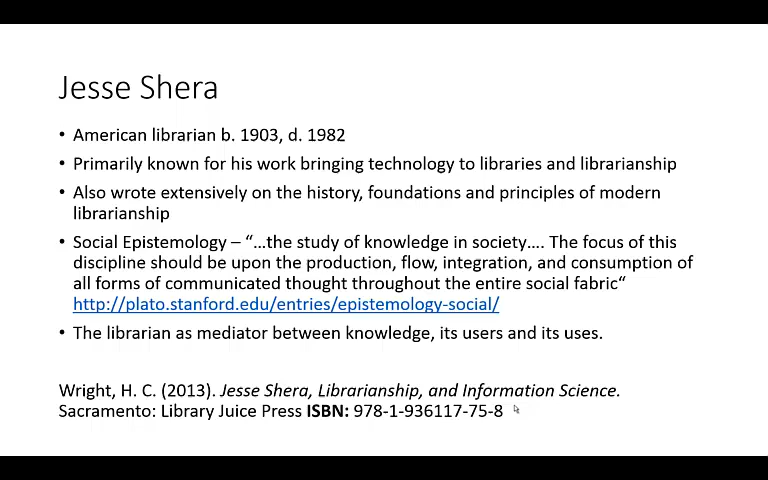 Jesse Shera
• American librarian b. 1903, d. 1982
• Primarily known for his work bringing technology to libraries and librarianship
• Also wrote extensively on the history, foundations and principles of modern
librarianship
• Social Epistemology – “…the study of knowledge in society…. The focus of this
discipline should be upon the production, flow, integration, and consumption of
all forms of communicated thought throughout the entire social fabric“
http://plato.stanford.edu/entries/epistemology-social/
• The librarian as mediator between knowledge, its users and its uses.
Wright, H. C. (2013). Jesse Shera, Librarianship, and Information Science.
Sacramento: Library Juice Press ISBN: 978-1-936117-75-8